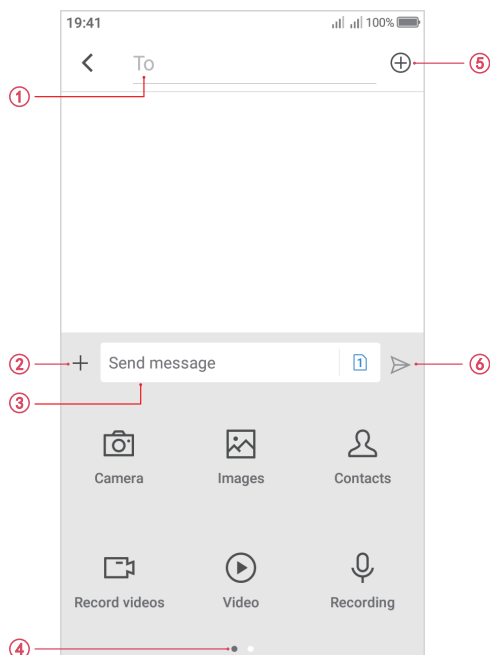 19:41
100%
To
⑤
①
②
Send message
1
⑥
③
Camera
Images
Contacts
Record videos
Video
Recording
④